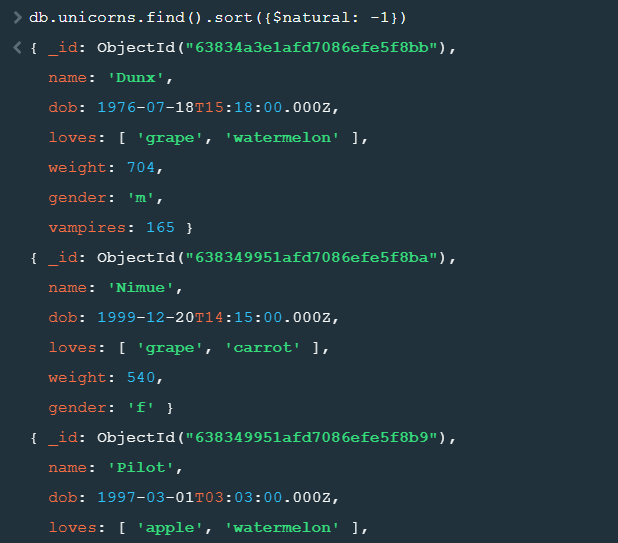 > db.unicorns.find().sort({$natural: -1})
< { _id: ObjectId("63834a3e1afd7086efe5f8bb"),
name: 'Dunx',
dob: 1976-07-18T15:18:00.000Z,
loves: [ 'grape', 'watermelon' ],
weight: 704,
gender: 'm',
vampires: 165 }
{ _id: ObjectId("638349951afd7086efe5f8ba"),
name: 'Nimue',
dob: 1999-12-20T14:15:00.000Z,
loves: [ 'grape', 'carrot' ],
weight: 540,
gender: 'f' }
{ _id: ObjectId("638349951afd7086efe5f8b9"),
name: 'Pilot',
dob: 1997-03-01T03:03:00.000Z,
loves: [ 'apple', 'watermelon' ],